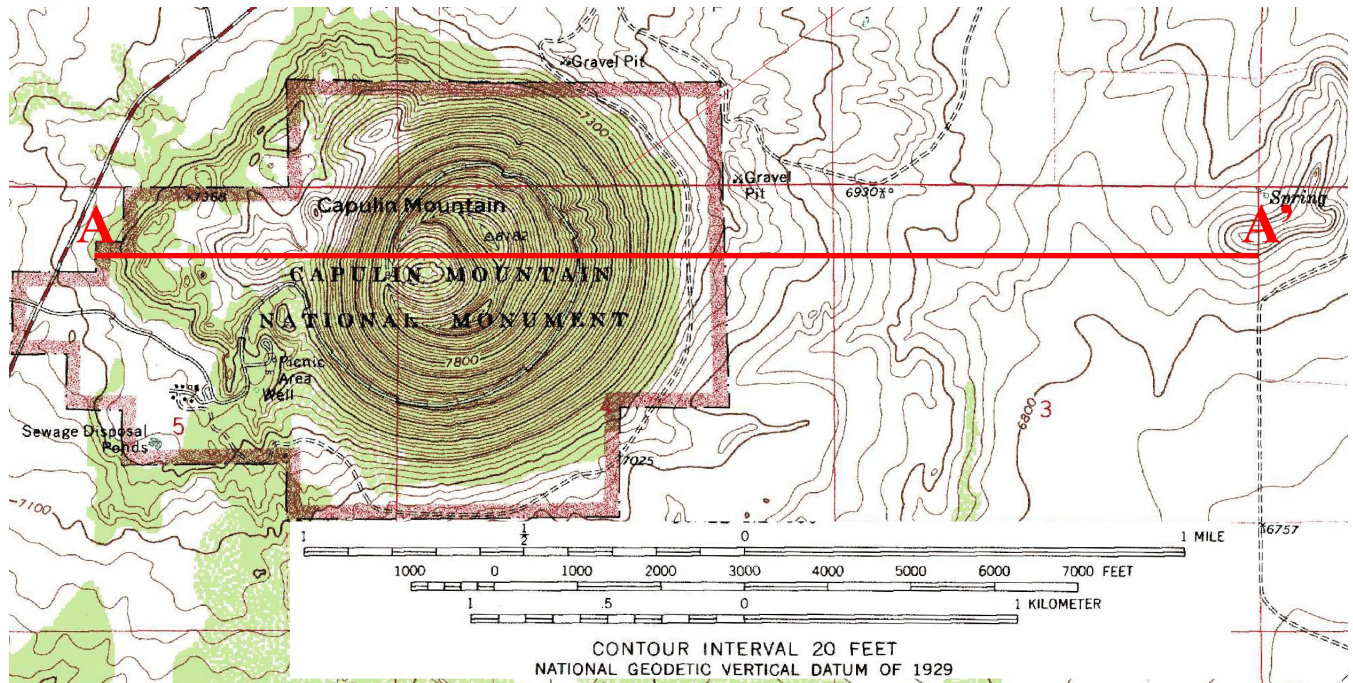 Gravel Pit
7300
Gravel
Pit
6930
Spring
7368
Capulin Mountain
A
A'
8182
CAPULIN MOUNTAIN
NATIONAL MONUMENT
7800
Picnic
Area
Well
5
4
3
6800
Sewage Disposal
Ponds
7025
7100
6757
1 ½ 0 1 MILE
1000 0 1000 2000 3000 4000 5000 6000 7000 FEET
1 .5 0 1 KILOMETER
CONTOUR INTERVAL 20 FEET
NATIONAL GEODETIC VERTICAL DATUM OF 1929